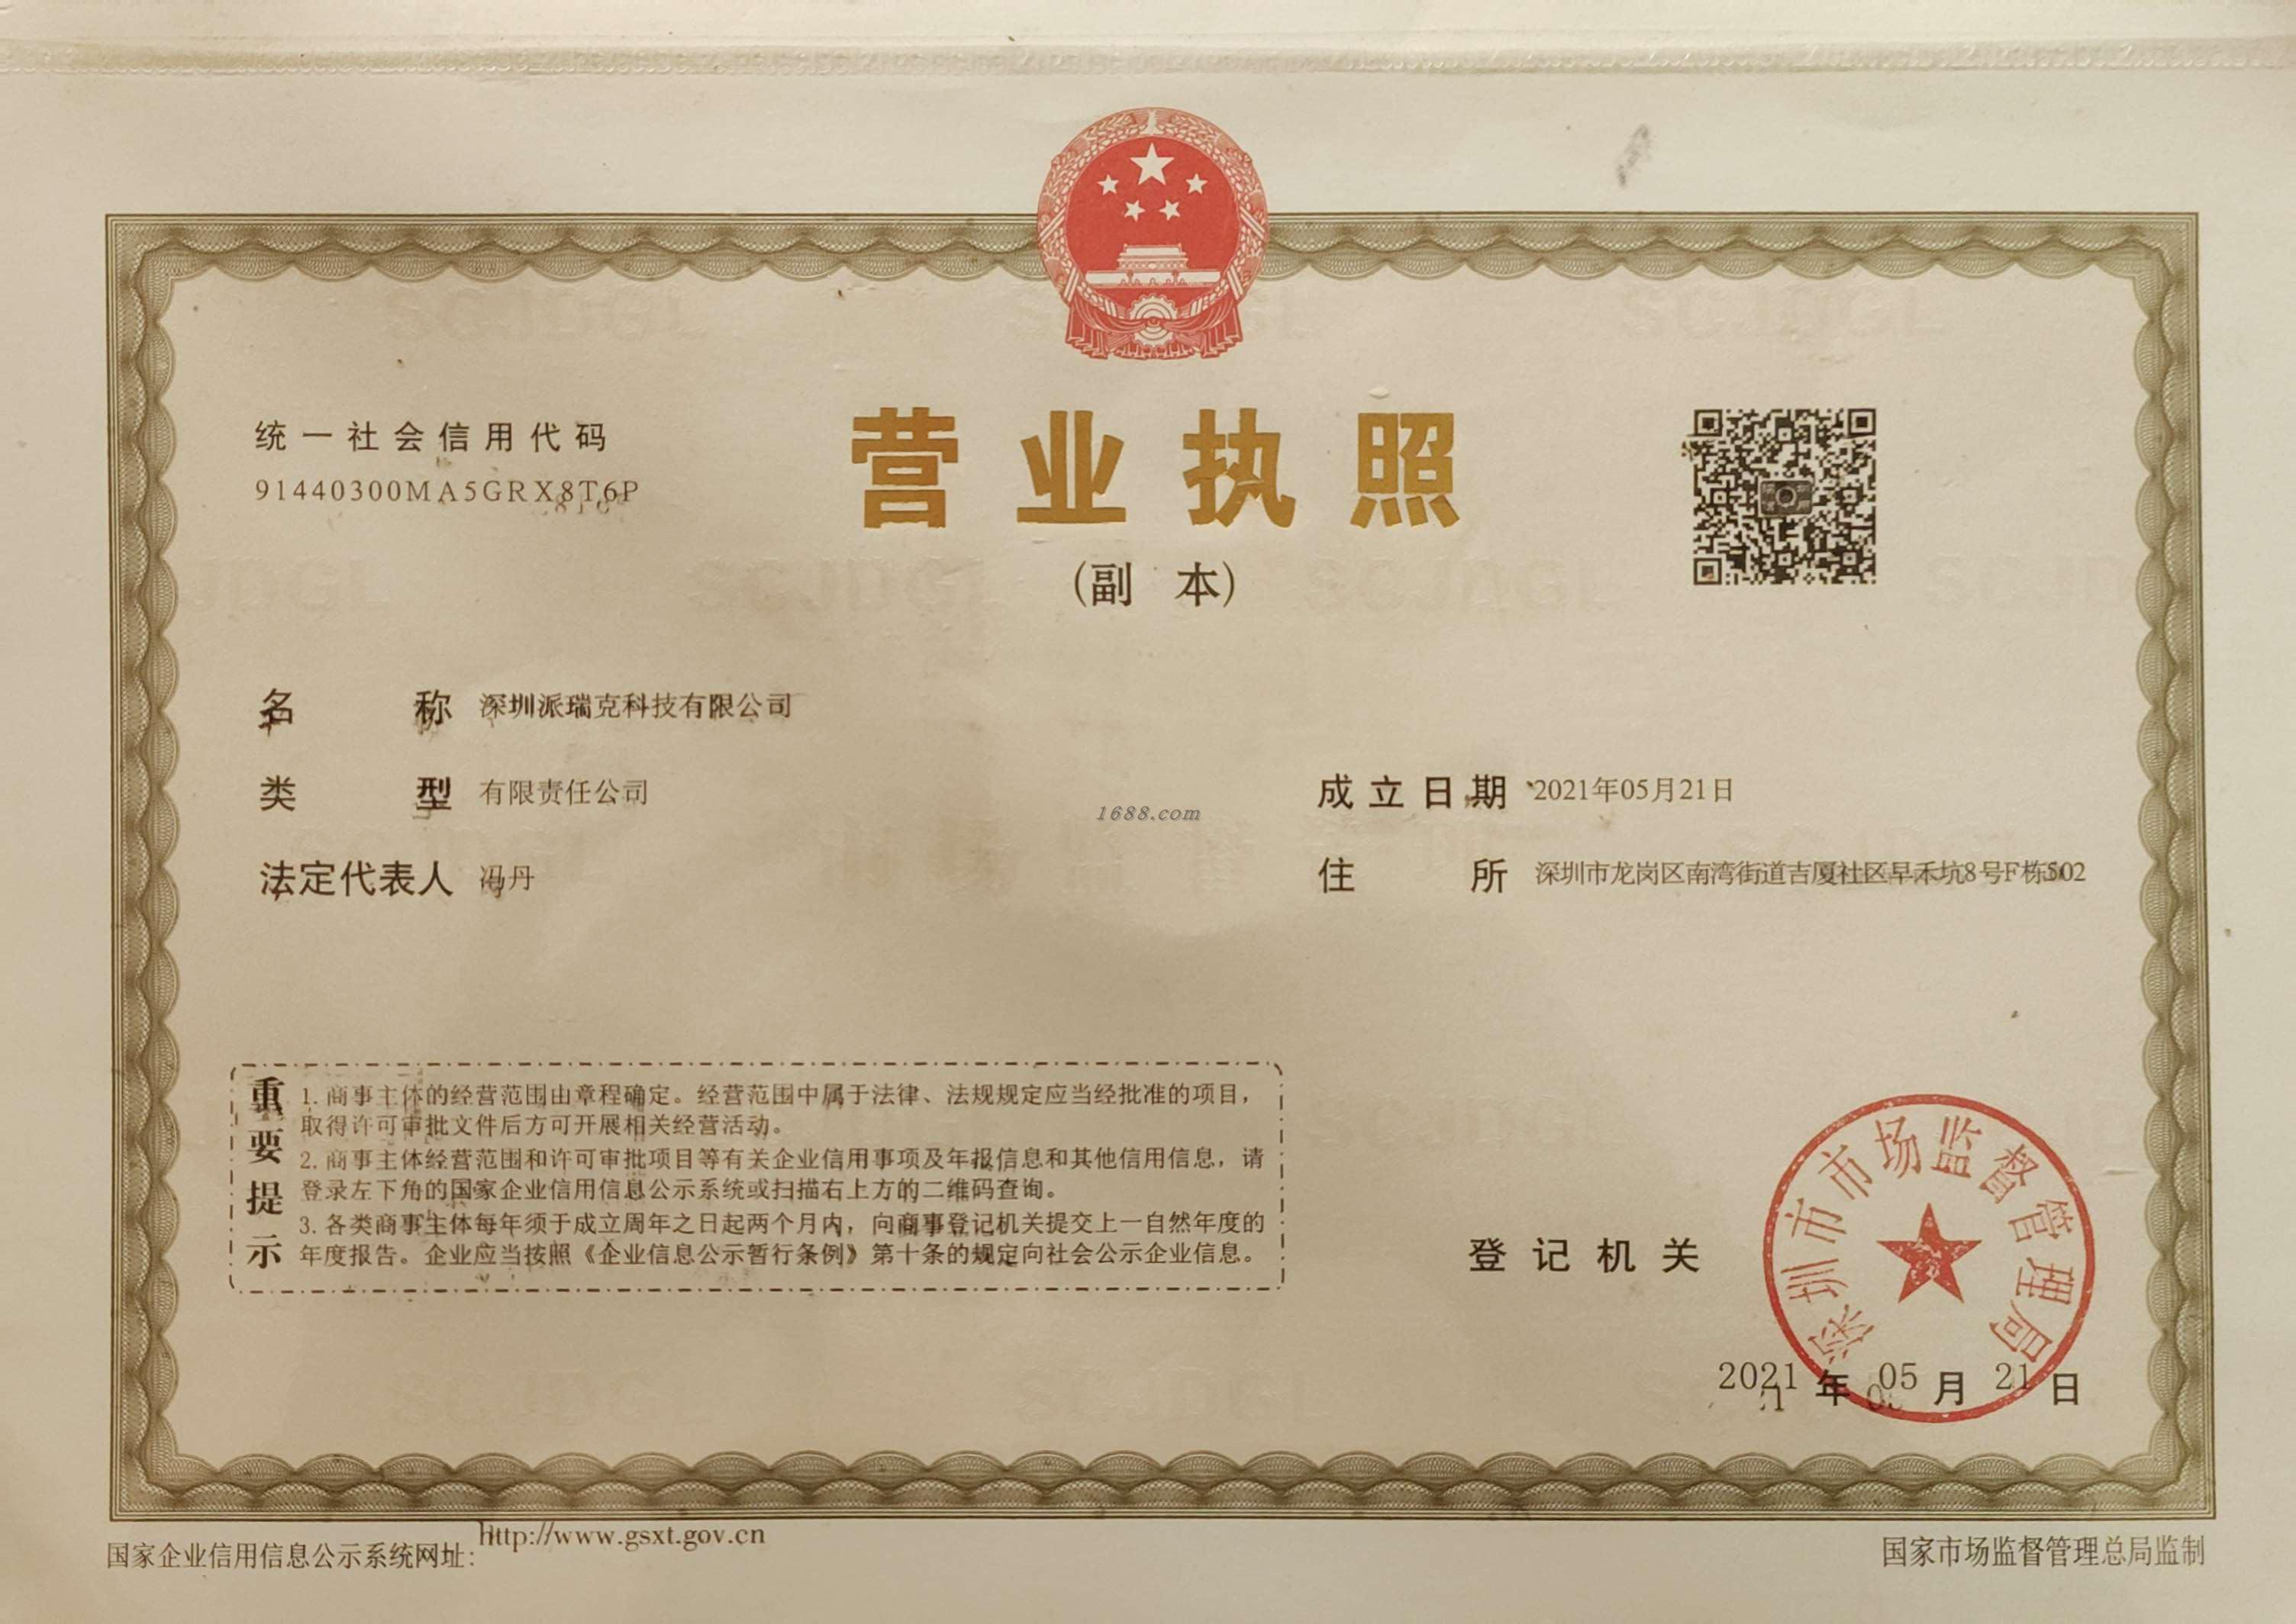 统一社会信用代码
91440300MA5GRX8T6P
营业执照
(副 本)
名 称 深圳派瑞克科技有限公司
类 型 有限责任公司
法定代表人 冯丹
成立日期 2021年05月21日
住 所 深圳市龙岗区南湾街道吉厦社区早禾坑8号F栋502
1688.com
重要提示
1. 商事主体的经营范围由章程确定。经营范围中属于法律、法规规定应当经批准的项目,
取得许可审批文件后方可开展相关经营活动。
2. 商事主体经营范围和许可审批项目等有关企业信用事项及年报信息和其他信用信息,请
登录左下角的国家企业信用信息公示系统或扫描右上方的二维码查询。
3. 各类商事主体每年须于成立周年之日起两个月内,向商事登记机关提交上一自然年度的
年度报告。企业应当按照《企业信息公示暂行条例》第十条的规定向社会公示企业信息。
登记机关
深圳市市场监督管理局
2021 年 05 月 21 日
国家企业信用信息公示系统网址: http://www.gsxt.gov.cn
国家市场监督管理总局监制